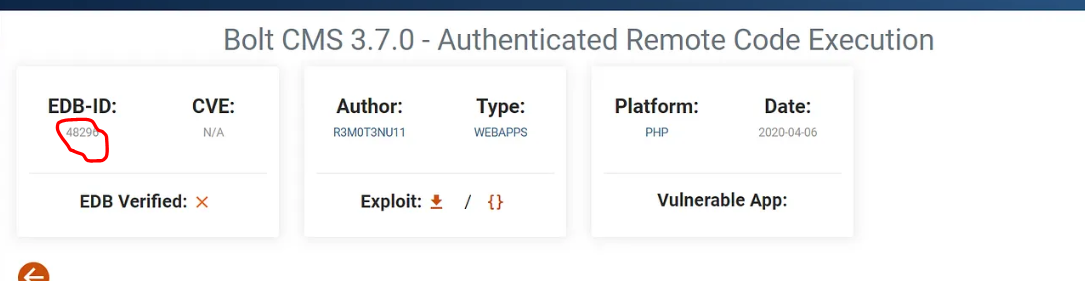 Bolt CMS 3.7.0 - Authenticated Remote Code Execution
EDB-ID:
48296
CVE:
N/A
EDB Verified: ×
Author:
R3M0T3NU11
Type:
WEBAPPS
Exploit: / {}
Platform:
PHP
Date:
2020-04-06
Vulnerable App: